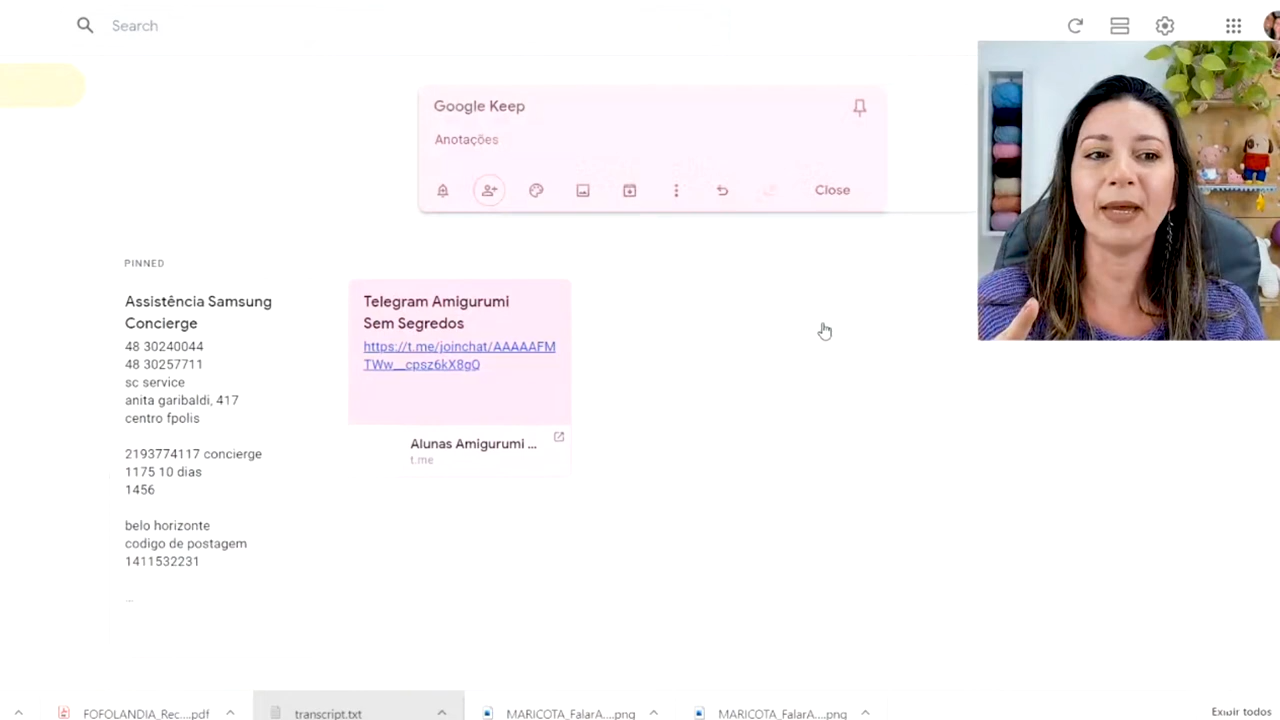 Search
Google Keep
Anotações
Close
PINNED
Assistência Samsung
Concierge
48 30240044
48 30257711
sc service
anita garibaldi, 417
centro fpolis
2193774117 concierge
1175 10 dias
1456
belo horizonte
codigo de postagem
1411532231
...
Telegram Amigurumi
Sem Segredos
https://t.me/joinchat/AAAAAFM
TWw__cpsz6kX8gQ
Alunas Amigurumi ...
t.me
FOFOLANDIA_Rec....pdf
transcript.txt
MARICOTA_FalarA....png
MARICOTA_FalarA....png
Exibir todos